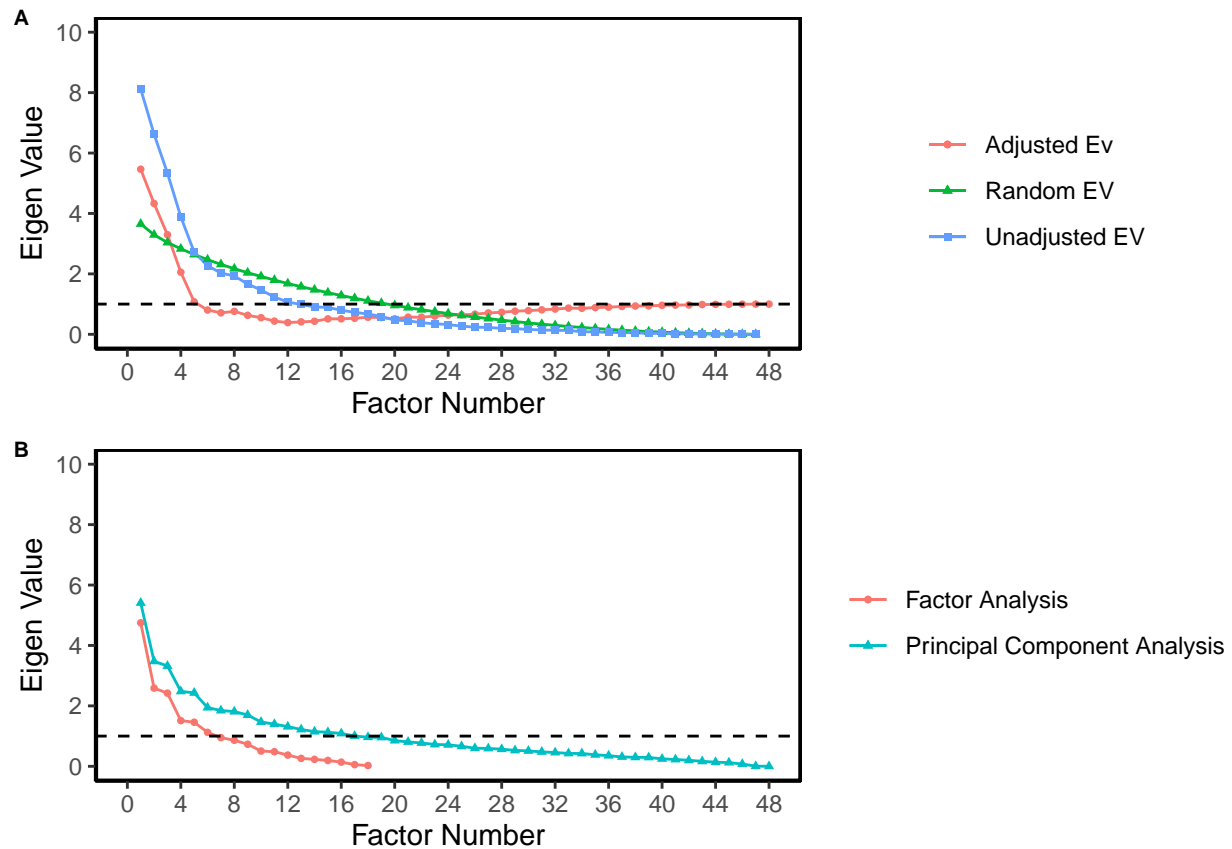 A
10
8
6
4
2
0
Eigen Value
0 4 8 12 16 20 24 28 32 36 40 44 48
Factor Number
Adjusted Ev
Random EV
Unadjusted EV
B
10
8
6
4
2
0
Eigen Value
0 4 8 12 16 20 24 28 32 36 40 44 48
Factor Number
Factor Analysis
Principal Component Analysis